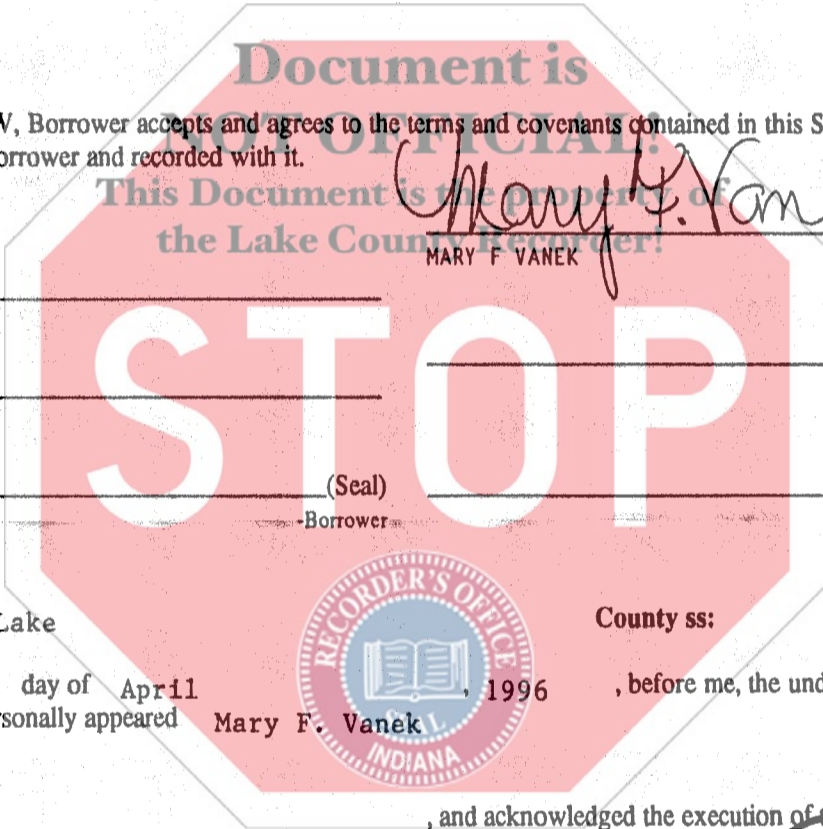 Document is
NOT OFFICIAL!
V, Borrower accepts and agrees to the terms and covenants contained in this S
orrower and recorded with it.
This Document is the property of
the Lake County Recorder!
Mary F. Van
MARY F VANEK
STOP
(Seal)
-Borrower
RECORDER'S OFFICE
SEAL
INDIANA
Lake County ss:
day of April , 1996 , before me, the und
rsonally appeared Mary F. Vanek
, and acknowledged the execution of t